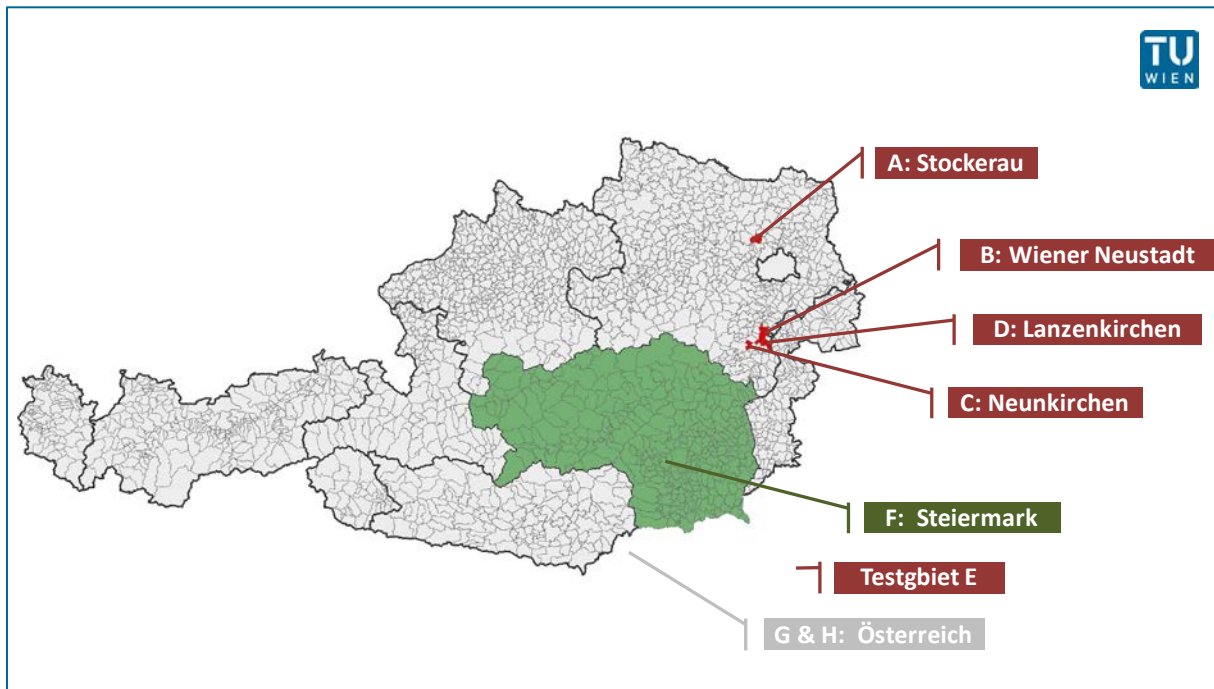 TU
WIEN
A: Stockerau
B: Wiener Neustadt
D: Lanzenkirchen
C: Neunkirchen
F: Steiermark
Testgbiet E
G & H: Österreich